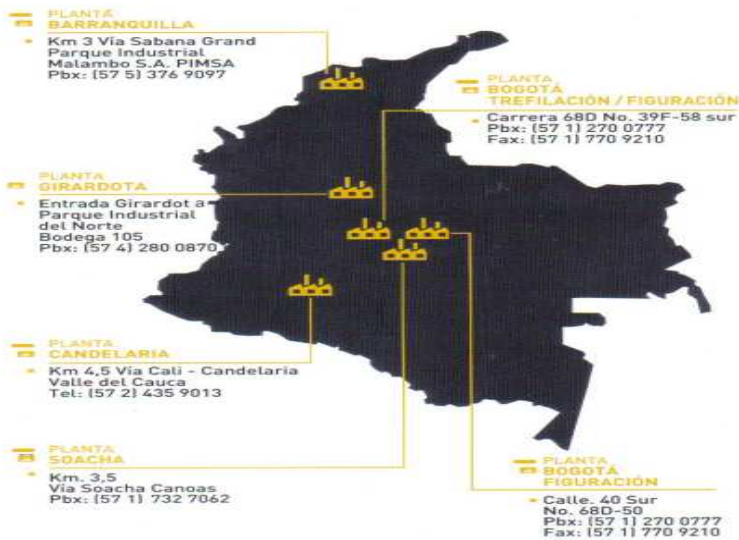 PLANTA
BARRANQUILLA
Km 3 Vía Sabana Grand
Parque Industrial
Malambo S.A. PIMSA
Pbx: (57 5) 376 9097
PLANTA
BOGOTÁ
TREFILACIÓN / FIGURACIÓN
Carrera 68D No. 39F-58 sur
Pbx: (57 1) 270 0777
Fax: (57 1) 770 9210
PLANTA
GIRARDOTA
Entrada Girardot a
Parque Industrial
del Norte
Bodega 105
Pbx: (57 4) 280 0870
PLANTA
CANDELARIA
Km 4,5 Vía Cali - Candelaria
Valle del Cauca
Tel: (57 2) 435 9013
PLANTA
SOACHA
Km. 3,5
Vía Soacha Canoas
Pbx: (57 1) 732 7062
PLANTA
BOGOTÁ
FIGURACIÓN
Calle. 40 Sur
No. 68D-50
Pbx: (57 1) 270 0777
Fax: (57 1) 770 9210